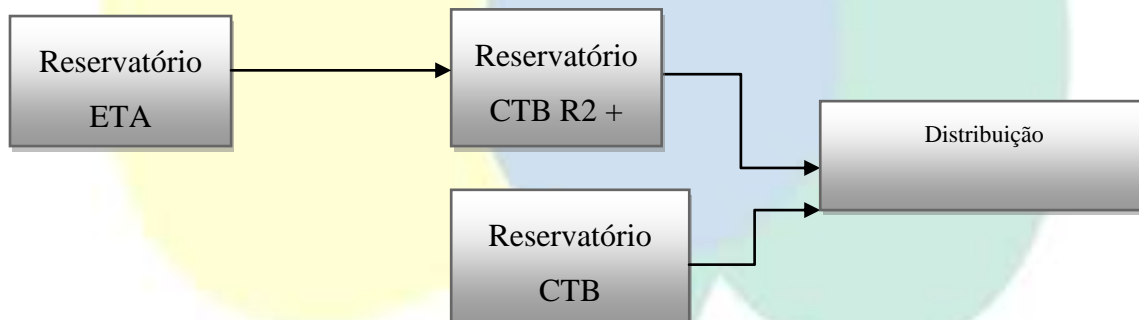 Reservatório
ETA
Reservatório
CTB R2 +
Distribuição
Reservatório
CTB